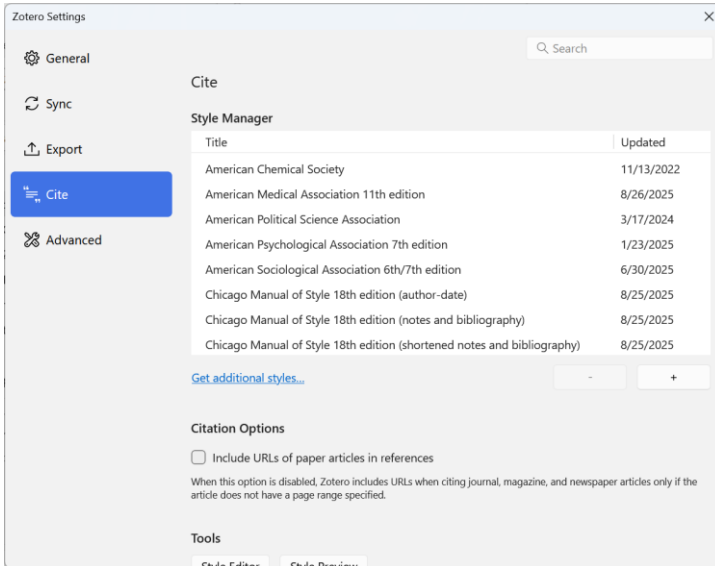 Zotero Settings
Search
General
Sync
Export
Cite
Advanced
Cite
Style Manager
Title Updated
American Chemical Society 11/13/2022
American Medical Association 11th edition 8/26/2025
American Political Science Association 3/17/2024
American Psychological Association 7th edition 1/23/2025
American Sociological Association 6th/7th edition 6/30/2025
Chicago Manual of Style 18th edition (author-date) 8/25/2025
Chicago Manual of Style 18th edition (notes and bibliography) 8/25/2025
Chicago Manual of Style 18th edition (shortened notes and bibliography) 8/25/2025
Get additional styles... - +
Citation Options
Include URLs of paper articles in references
When this option is disabled, Zotero includes URLs when citing journal, magazine, and newspaper articles only if the
article does not have a page range specified.
Tools
Style Editor Style Preview